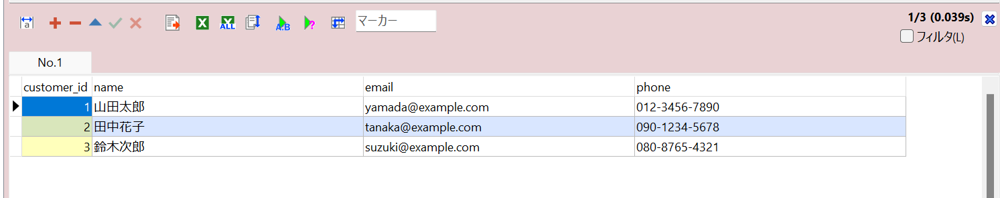 a マーカー 1/3 (0.039s)
X ALL A.B ? フィルタ(L)
No.1
customer_id name email phone
1 山田太郎 yamada@example.com 012-3456-7890
2 田中花子 tanaka@example.com 090-1234-5678
3 鈴木次郎 suzuki@example.com 080-8765-4321